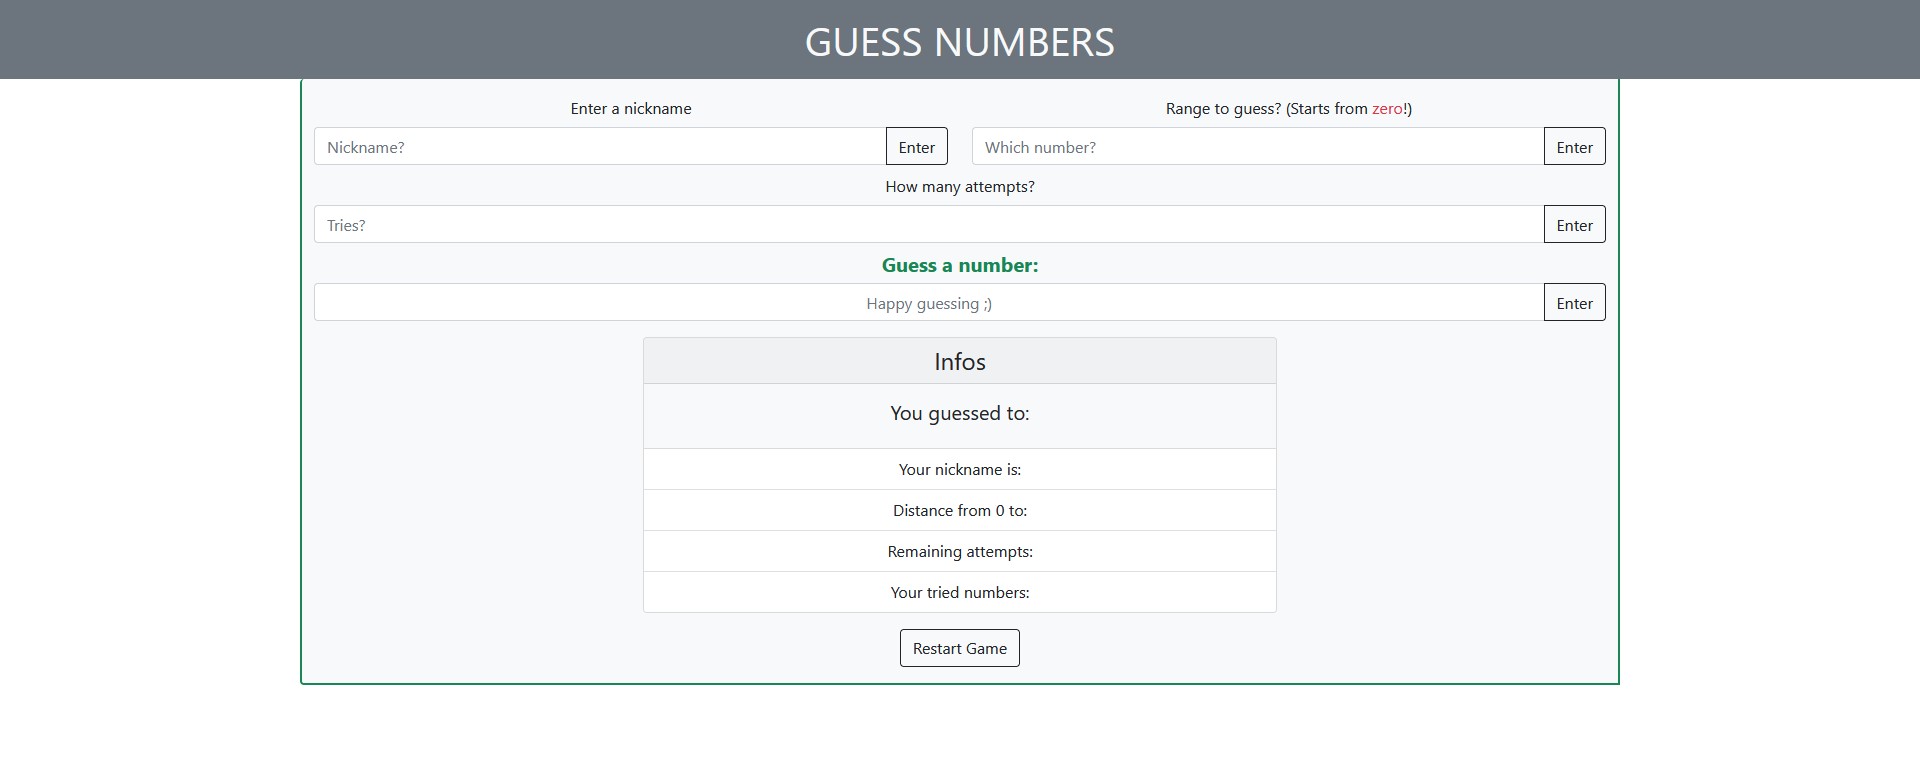 GUESS NUMBERS
Enter a nickname
Nickname? Enter
Range to guess? (Starts from zero!)
Which number? Enter
How many attempts?
Tries? Enter
Guess a number:
Happy guessing ;) Enter
Infos
You guessed to:
Your nickname is:
Distance from 0 to:
Remaining attempts:
Your tried numbers:
Restart Game